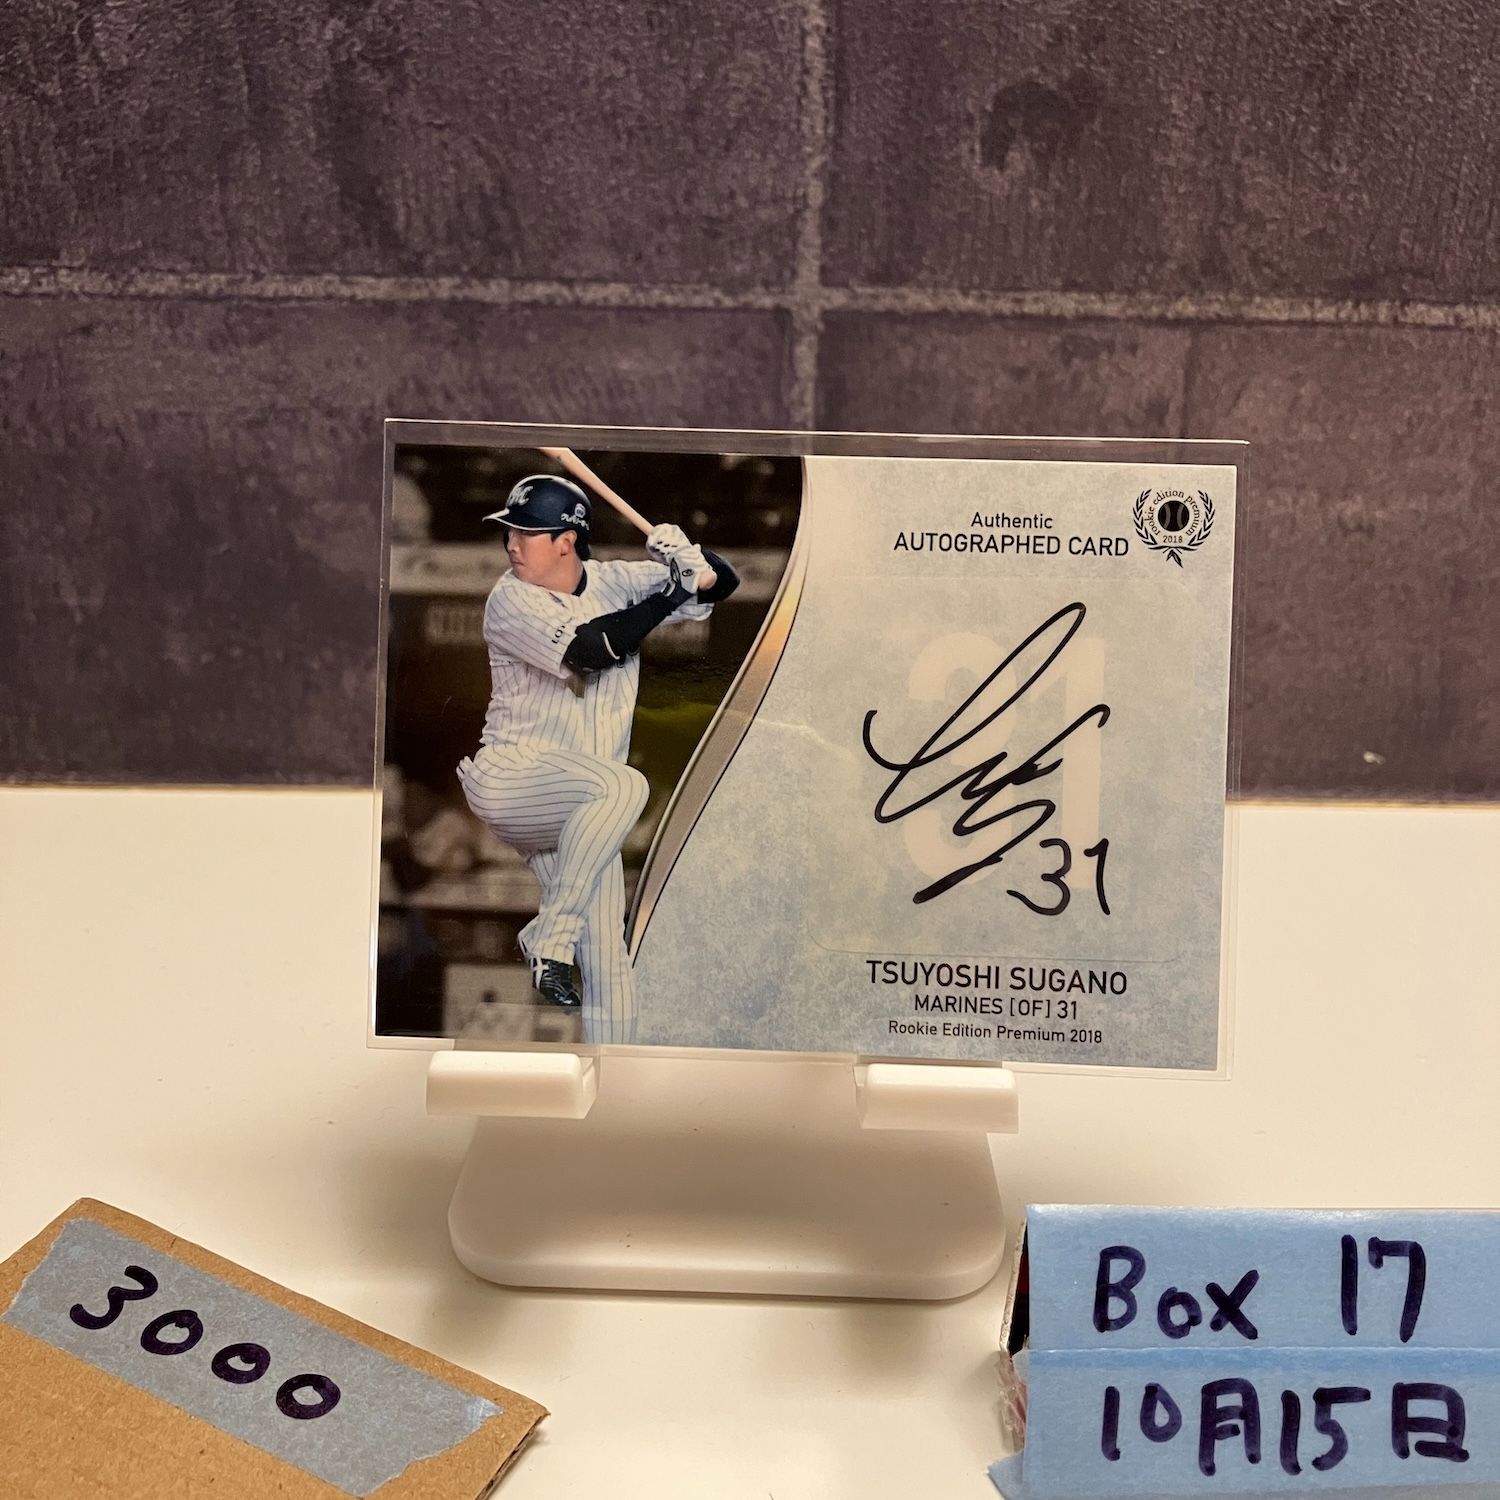 Authentic
AUTOGRAPHED CARD
rookie edition premium
2018
31
31
TSUYOSHI SUGANO
MARINES [OF] 31
Rookie Edition Premium 2018
3000
Box 17
10月15日